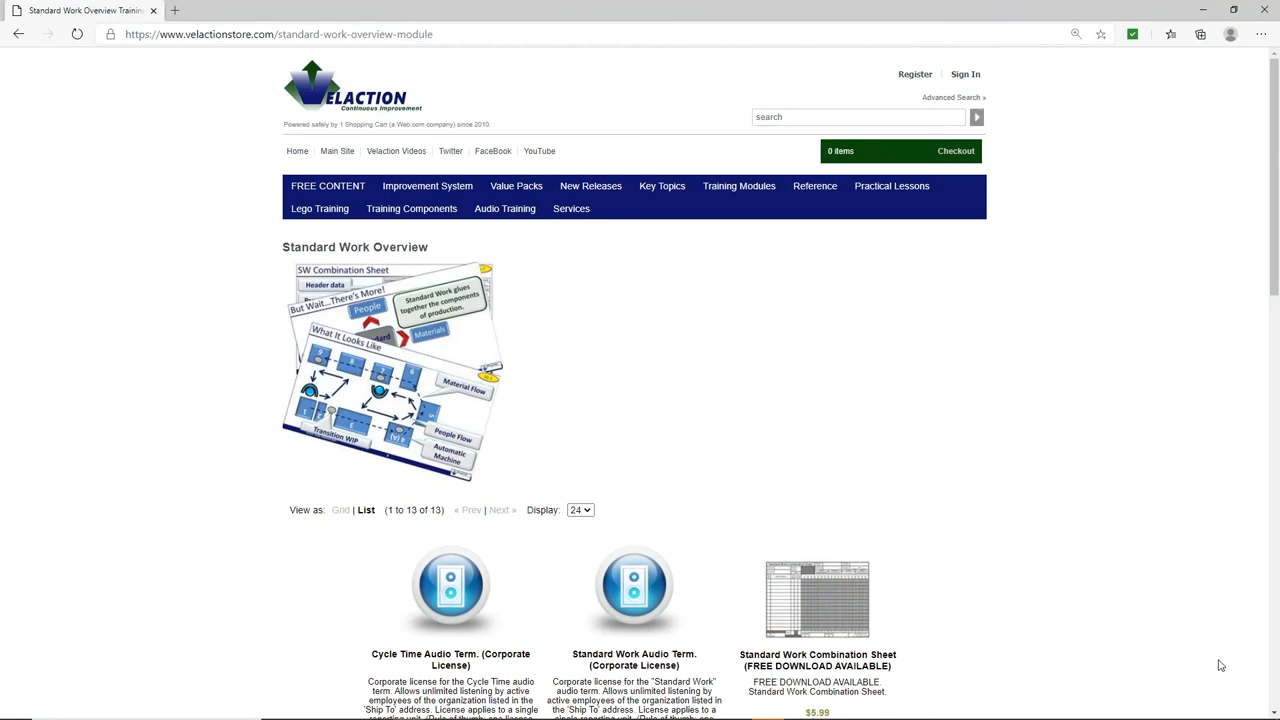 Standard Work Overview Trainin
https://www.velactionstore.com/standard-work-overview-module
Register
Sign In
VELACTION
Continuous Improvement
Advanced Search »
search
Powered safely by 1 Shopping Cart (a Web.com company) since 2010.
Home
Main Site
Velaction Videos
Twitter
FaceBook
YouTube
0 items
Checkout
FREE CONTENT
Improvement System
Value Packs
New Releases
Key Topics
Training Modules
Reference
Practical Lessons
Lego Training
Training Components
Audio Training
Services
Standard Work Overview
SW Combination Sheet
Header data
But Wait...There's More!
People
Standard Work glues
together the components
of production.
Materials
What It Looks Like
9
8
7
6
Material Flow
1
5
3
People Flow
Transition WIP
Automatic
Machine
View as: Grid | List (1 to 13 of 13) « Prev | Next » Display: 24
Cycle Time Audio Term. (Corporate
License)
Corporate license for the Cycle Time audio
term. Allows unlimited listening by active
employees of the organization listed in the
'Ship To' address. License applies to a single
Standard Work Audio Term.
(Corporate License)
Corporate license for the "Standard Work"
audio term. Allows unlimited listening by
active employees of the organization listed in
the 'Ship To' address. License applies to a
Standard Work Combination Sheet
(FREE DOWNLOAD AVAILABLE)
FREE DOWNLOAD AVAILABLE.
Standard Work Combination Sheet.
$5.99